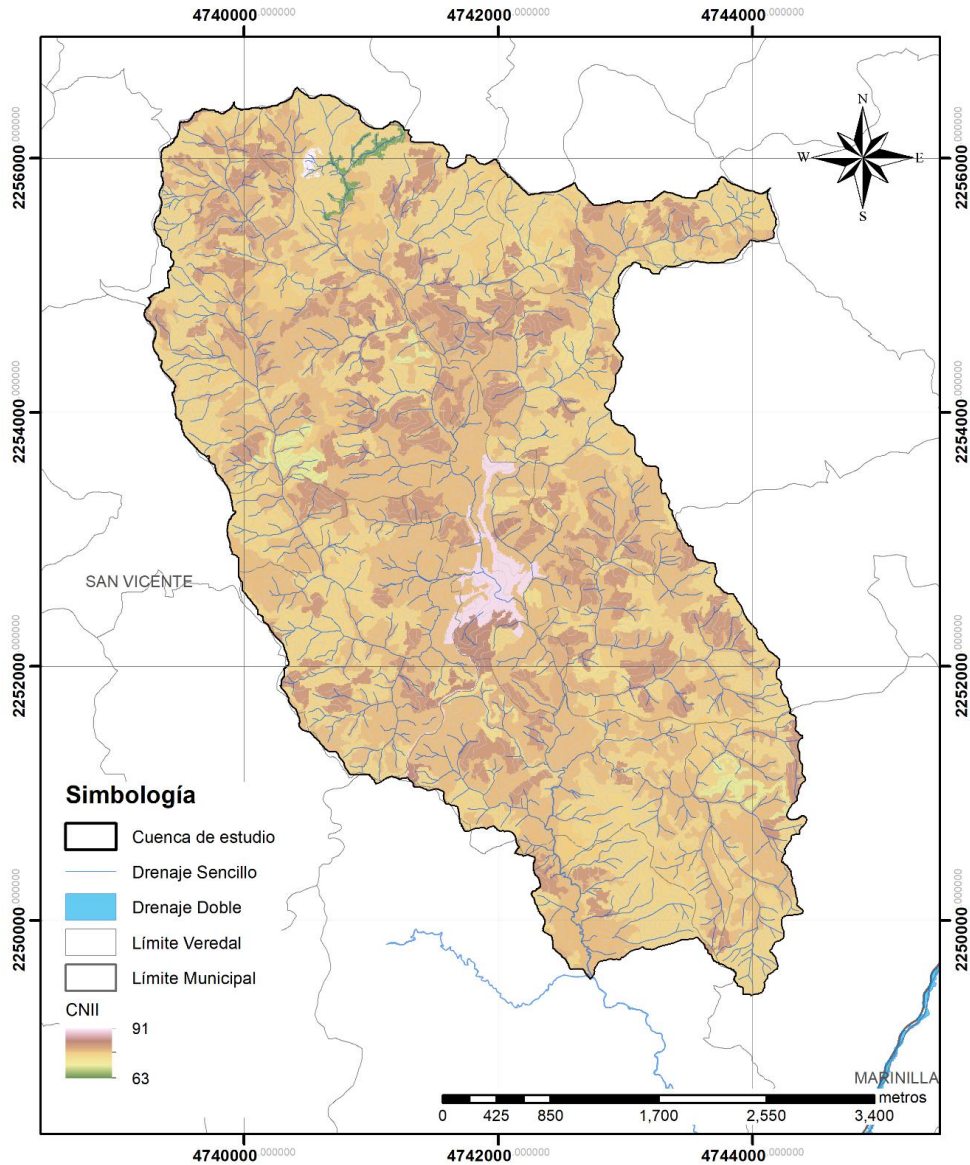 4740000.000000 4742000.000000 4744000.000000
N
W E
S
2256000.000000 2256000.000000
2254000.000000 2254000.000000
SAN VICENTE
2252000.000000 2252000.000000
Simbología
Cuenca de estudio
Drenaje Sencillo
Drenaje Doble
Límite Veredal
Límite Municipal
2250000.000000 2250000.000000
CNII
91
63
MARINILLA
metros
0 425 850 1,700 2,550 3,400
4740000.000000 4742000.000000 4744000.000000